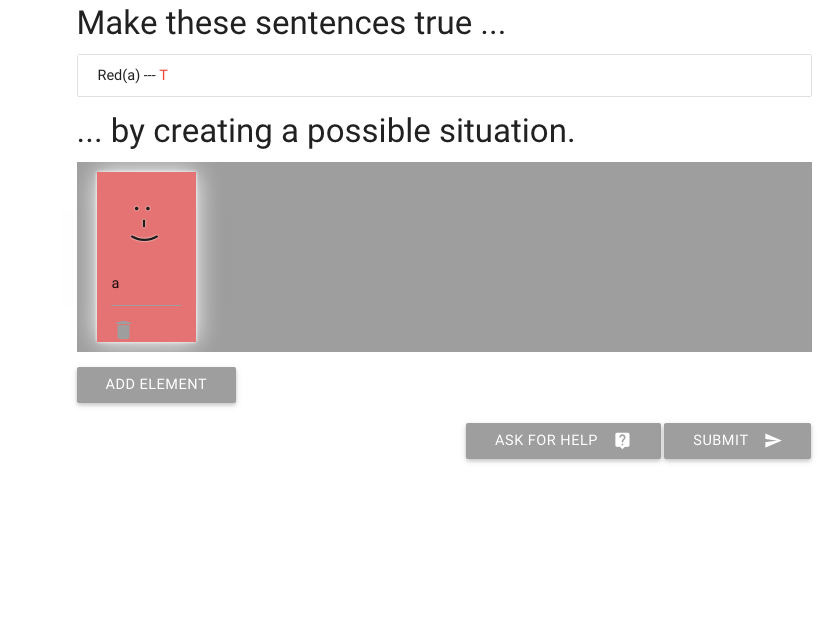 Make these sentences true ...
Red(a) --- T
... by creating a possible situation.
a
ADD ELEMENT
ASK FOR HELP
SUBMIT